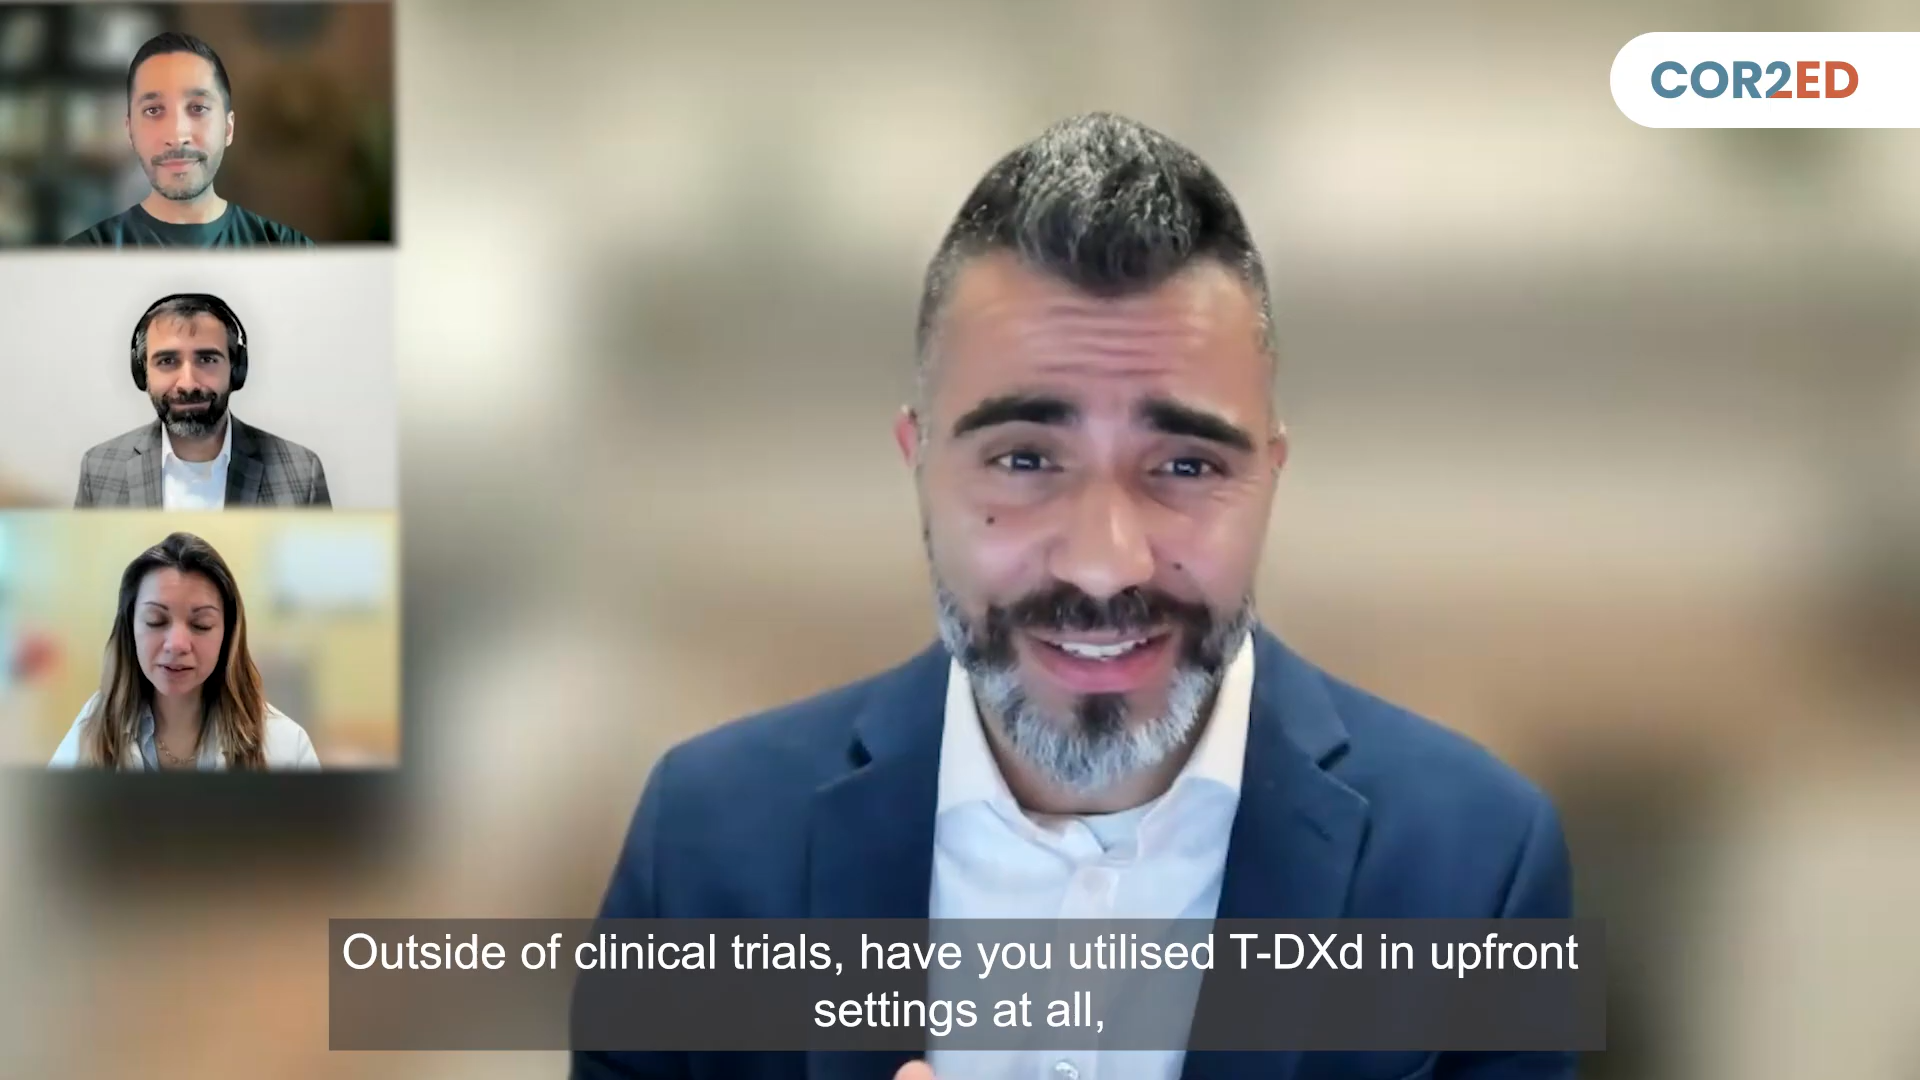 COR2ED
Outside of clinical trials, have you utilised T-DXd in upfront
settings at all,